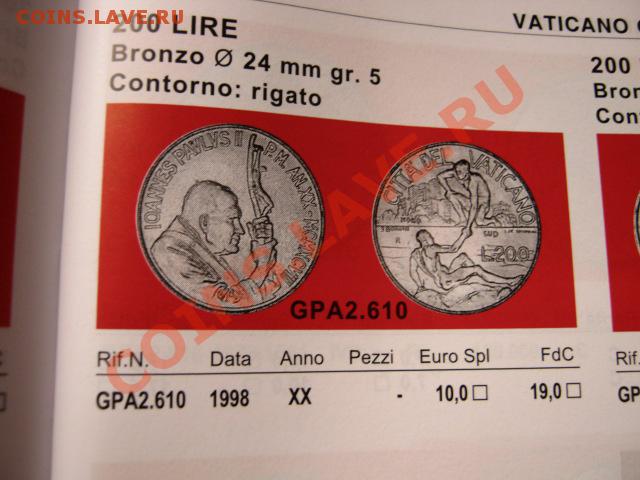 COINS.LAVE.RU
200 LIRE
VATICANO
Bronzo Ø 24 mm gr. 5
Contorno: rigato
200
Bron
Cont
IOANNES PAVLVS II P.M. AN.XX-MCMXCVIII
CITTA' DEL VATICANO
NORD
SUD
L.200
GPA2.610
COINS.LAVE.RU
Rif.N. Data Anno Pezzi Euro Spl FdC
GPA2.610 1998 XX - 10,0 □ 19,0 □
Rif.
GP